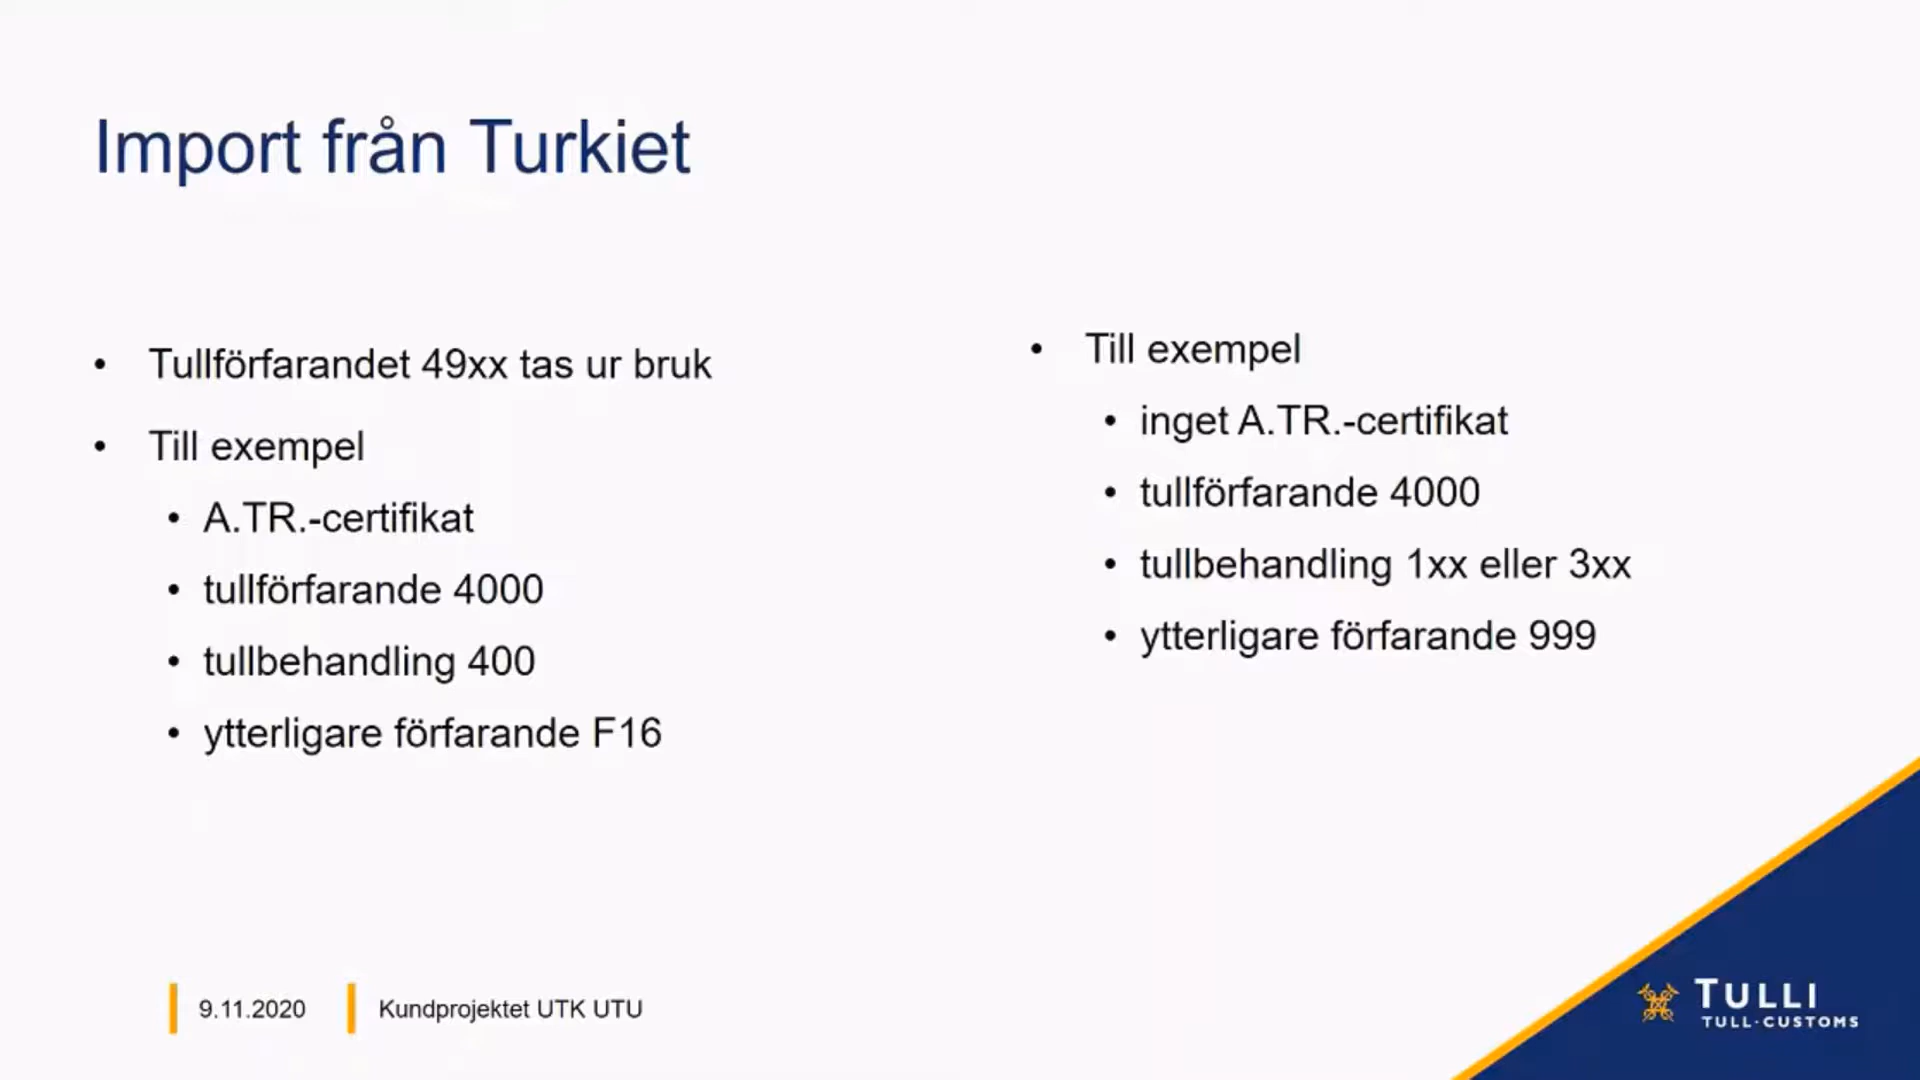 Import från Turkiet
• Tullförfarandet 49xx tas ur bruk
• Till exempel
• A.TR.-certifikat
• tullförfarande 4000
• tullbehandling 400
• ytterligare förfarande F16
• Till exempel
• inget A.TR.-certifikat
• tullförfarande 4000
• tullbehandling 1xx eller 3xx
• ytterligare förfarande 999
9.11.2020
Kundprojektet UTK UTU
TULLI
TULL·CUSTOMS